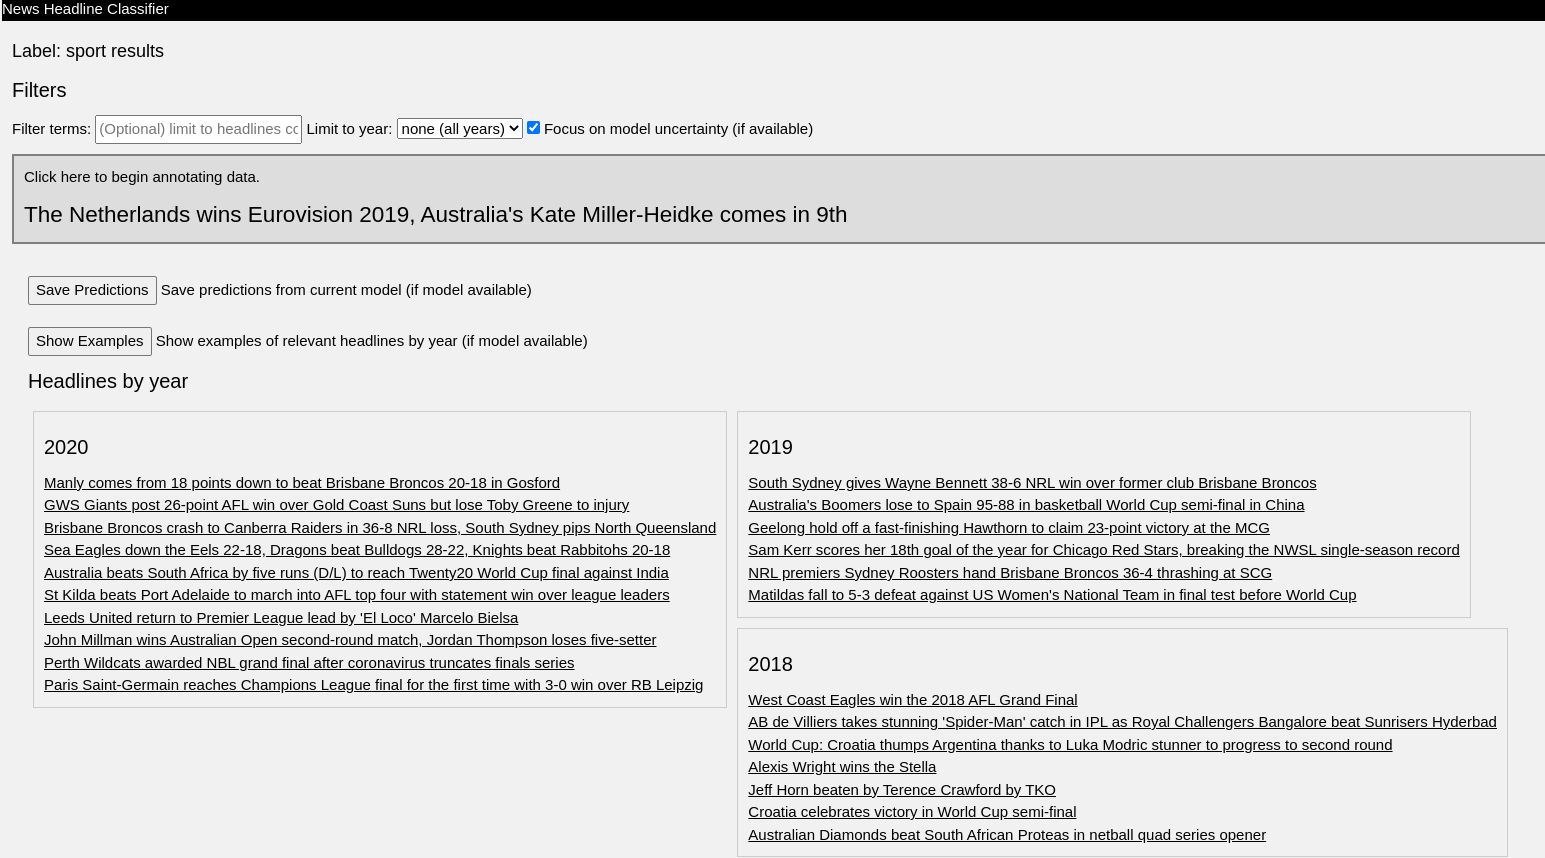 News Headline Classifier
Label: sport results
Filters
Filter terms: (Optional) limit to headlines cc Limit to year: none (all years) Focus on model uncertainty (if available)
Click here to begin annotating data.
The Netherlands wins Eurovision 2019, Australia's Kate Miller-Heidke comes in 9th
Save Predictions Save predictions from current model (if model available)
Show Examples Show examples of relevant headlines by year (if model available)
Headlines by year
2020
Manly comes from 18 points down to beat Brisbane Broncos 20-18 in Gosford
GWS Giants post 26-point AFL win over Gold Coast Suns but lose Toby Greene to injury
Brisbane Broncos crash to Canberra Raiders in 36-8 NRL loss, South Sydney pips North Queensland
Sea Eagles down the Eels 22-18, Dragons beat Bulldogs 28-22, Knights beat Rabbitohs 20-18
Australia beats South Africa by five runs (D/L) to reach Twenty20 World Cup final against India
St Kilda beats Port Adelaide to march into AFL top four with statement win over league leaders
Leeds United return to Premier League lead by 'El Loco' Marcelo Bielsa
John Millman wins Australian Open second-round match, Jordan Thompson loses five-setter
Perth Wildcats awarded NBL grand final after coronavirus truncates finals series
Paris Saint-Germain reaches Champions League final for the first time with 3-0 win over RB Leipzig
2019
South Sydney gives Wayne Bennett 38-6 NRL win over former club Brisbane Broncos
Australia's Boomers lose to Spain 95-88 in basketball World Cup semi-final in China
Geelong hold off a fast-finishing Hawthorn to claim 23-point victory at the MCG
Sam Kerr scores her 18th goal of the year for Chicago Red Stars, breaking the NWSL single-season record
NRL premiers Sydney Roosters hand Brisbane Broncos 36-4 thrashing at SCG
Matildas fall to 5-3 defeat against US Women's National Team in final test before World Cup
2018
West Coast Eagles win the 2018 AFL Grand Final
AB de Villiers takes stunning 'Spider-Man' catch in IPL as Royal Challengers Bangalore beat Sunrisers Hyderbad
World Cup: Croatia thumps Argentina thanks to Luka Modric stunner to progress to second round
Alexis Wright wins the Stella
Jeff Horn beaten by Terence Crawford by TKO
Croatia celebrates victory in World Cup semi-final
Australian Diamonds beat South African Proteas in netball quad series opener